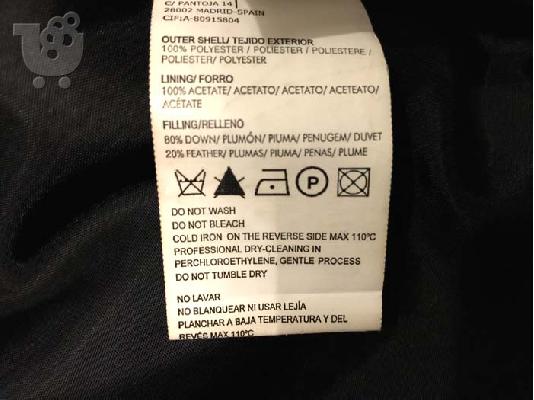 C/ PANTOJA 14
28002 MADRID-SPAIN
CIF:A-80915804
OUTER SHELL/ TEJIDO EXTERIOR
100% POLYESTER/ POLIESTER/ POLIESTERE/
POLIESTER/ POLYESTER
LINING/ FORRO
100% ACETATE/ ACETATO/ ACETATO/ ACETEATO/
ACÉTATE
FILLING/RELLENO
80% DOWN/ PLUMÓN/ PIUMA/ PENUGEM/ DUVET
20% FEATHER/ PLUMAS/ PIUMA/ PENAS/ PLUME
P
DO NOT WASH
DO NOT BLEACH
COLD IRON ON THE REVERSE SIDE MAX 110ºC
PROFESSIONAL DRY-CLEANING IN
PERCHLOROETHYLENE, GENTLE PROCESS
DO NOT TUMBLE DRY
NO LAVAR
NO BLANQUEAR NI USAR LEJÍA
PLANCHAR A BAJA TEMPERATURA Y DEL
REVÉS MAX 110ºC